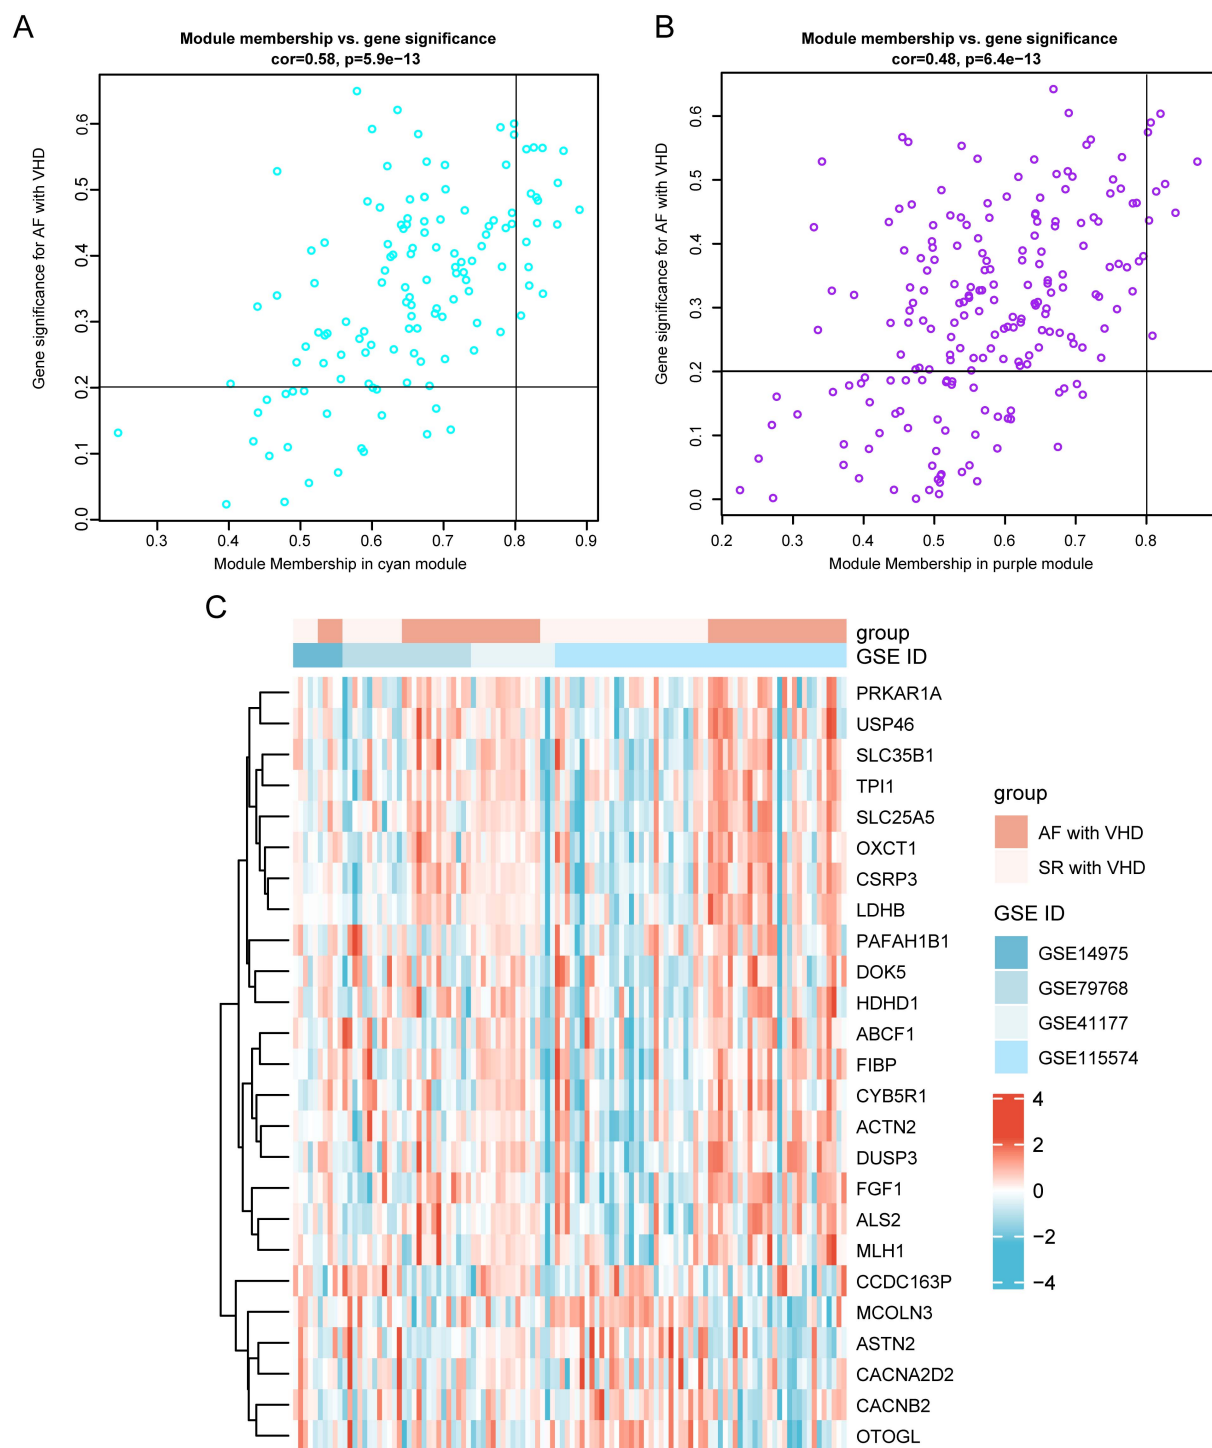 A
Module membership vs. gene significance
cor=0.58, p=5.9e−13
Gene significance for AF with VHD
0.6
0.5
0.4
0.3
0.2
0.1
0.0
0.3 0.4 0.5 0.6 0.7 0.8 0.9
Module Membership in cyan module
B
Module membership vs. gene significance
cor=0.48, p=6.4e−13
Gene significance for AF with VHD
0.6
0.5
0.4
0.3
0.2
0.1
0.0
0.2 0.3 0.4 0.5 0.6 0.7 0.8
Module Membership in purple module
C
group
GSE ID
PRKAR1A
USP46
SLC35B1
TPI1
SLC25A5
OXCT1
CSRP3
LDHB
PAFAH1B1
DOK5
HDHD1
ABCF1
FIBP
CYB5R1
ACTN2
DUSP3
FGF1
ALS2
MLH1
CCDC163P
MCOLN3
ASTN2
CACNA2D2
CACNB2
OTOGL
group
AF with VHD
SR with VHD
GSE ID
GSE14975
GSE79768
GSE41177
GSE115574
4
2
0
−2
−4